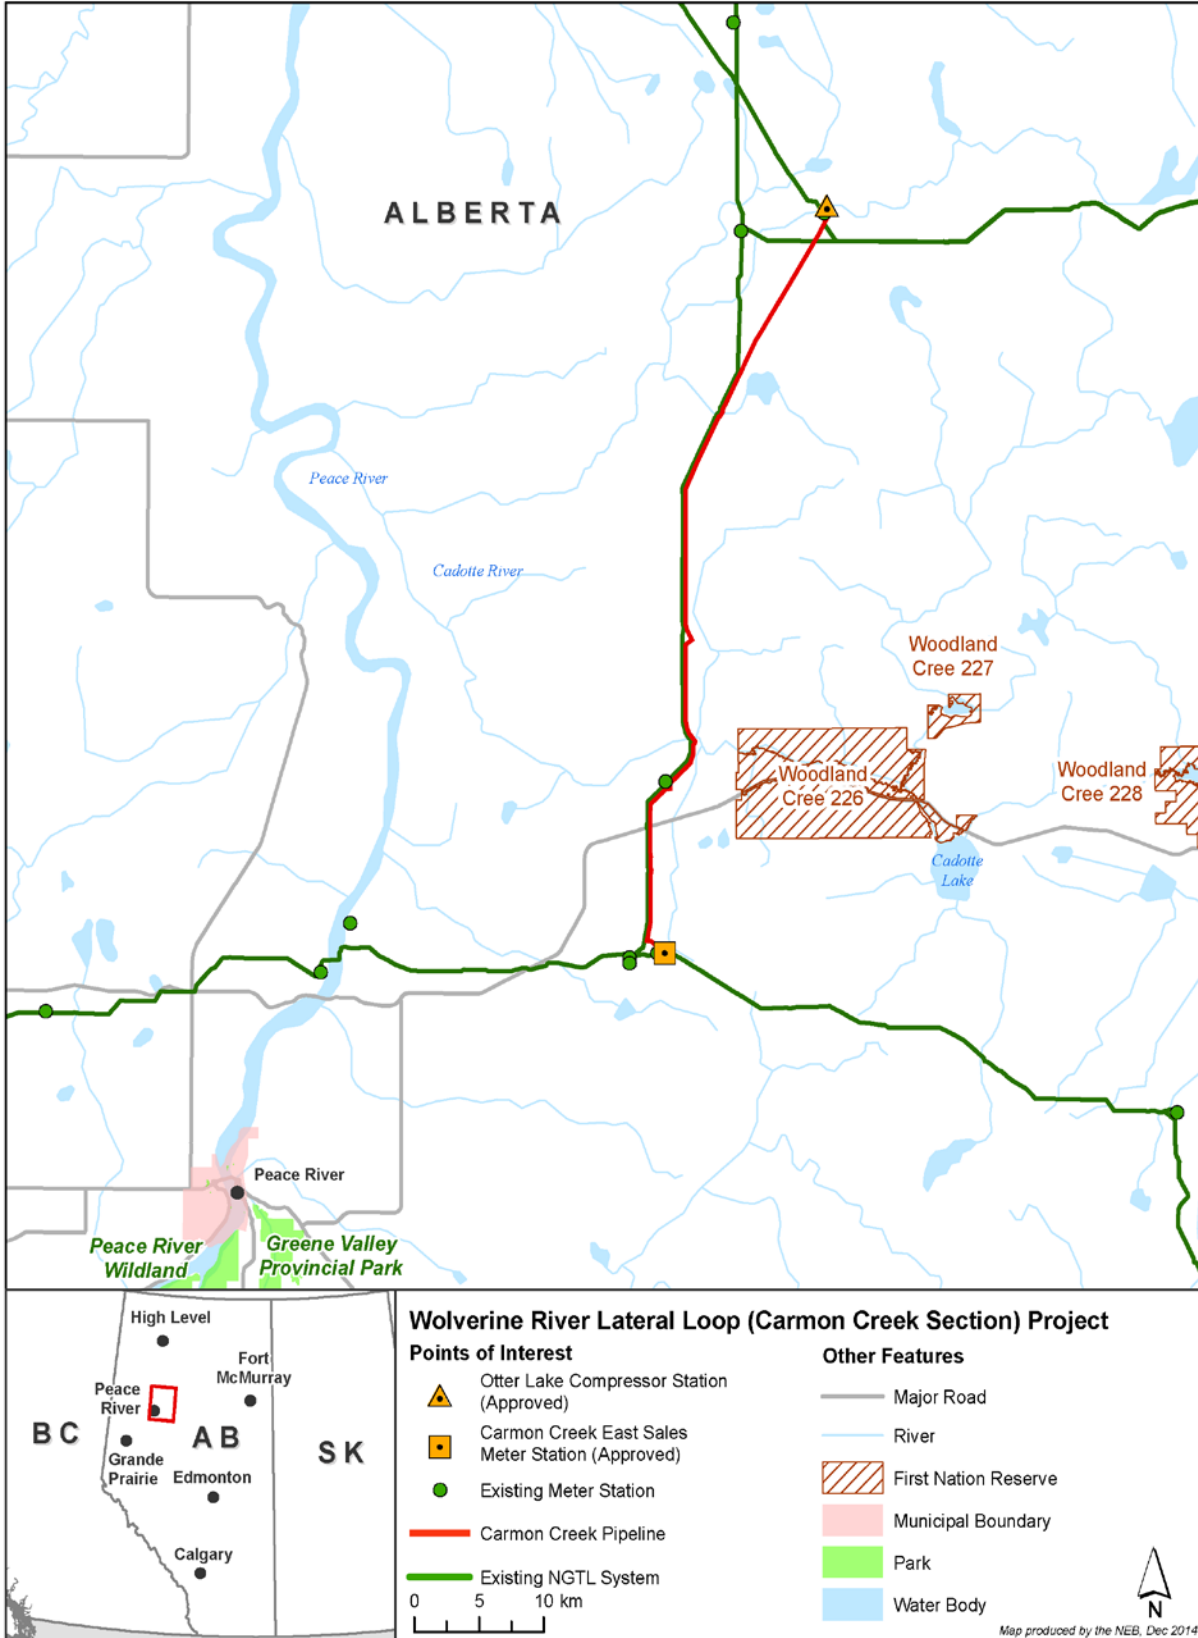 ALBERTA
Peace River
Cadotte River
Woodland
Cree 227
Woodland
Cree 226
Woodland
Cree 228
Cadotte
Lake
Peace River
Peace River
Wildland
Greene Valley
Provincial Park
High Level
Fort
McMurray
Peace
River
BC
AB
SK
Grande
Prairie
Edmonton
Calgary
Wolverine River Lateral Loop (Carmon Creek Section) Project
Points of Interest
Otter Lake Compressor Station
(Approved)
Carmon Creek East Sales
Meter Station (Approved)
Existing Meter Station
Carmon Creek Pipeline
Existing NGTL System
0 5 10 km
Other Features
Major Road
River
First Nation Reserve
Municipal Boundary
Park
Water Body
N
Map produced by the NEB, Dec 2014